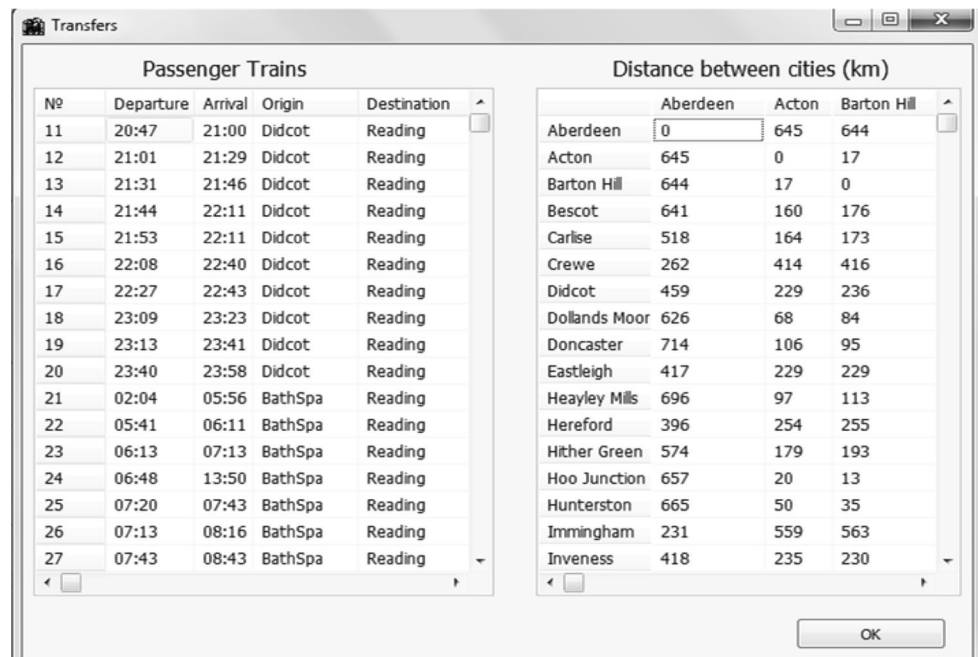 Transfers
Passenger Trains
Nº Departure Arrival Origin Destination
11 20:47 21:00 Didcot Reading
12 21:01 21:29 Didcot Reading
13 21:31 21:46 Didcot Reading
14 21:44 22:11 Didcot Reading
15 21:53 22:11 Didcot Reading
16 22:08 22:40 Didcot Reading
17 22:27 22:43 Didcot Reading
18 23:09 23:23 Didcot Reading
19 23:13 23:41 Didcot Reading
20 23:40 23:58 Didcot Reading
21 02:04 05:56 BathSpa Reading
22 05:41 06:11 BathSpa Reading
23 06:13 07:13 BathSpa Reading
24 06:48 13:50 BathSpa Reading
25 07:20 07:43 BathSpa Reading
26 07:13 08:16 BathSpa Reading
27 07:43 08:43 BathSpa Reading
Distance between cities (km)
Aberdeen Acton Barton Hill
Aberdeen 0 645 644
Acton 645 0 17
Barton Hill 644 17 0
Bescot 641 160 176
Carlise 518 164 173
Crewe 262 414 416
Didcot 459 229 236
Dollands Moor 626 68 84
Doncaster 714 106 95
Eastleigh 417 229 229
Heayley Mills 696 97 113
Hereford 396 254 255
Hither Green 574 179 193
Hoo Junction 657 20 13
Hunterston 665 50 35
Immingham 231 559 563
Inveness 418 235 230
OK